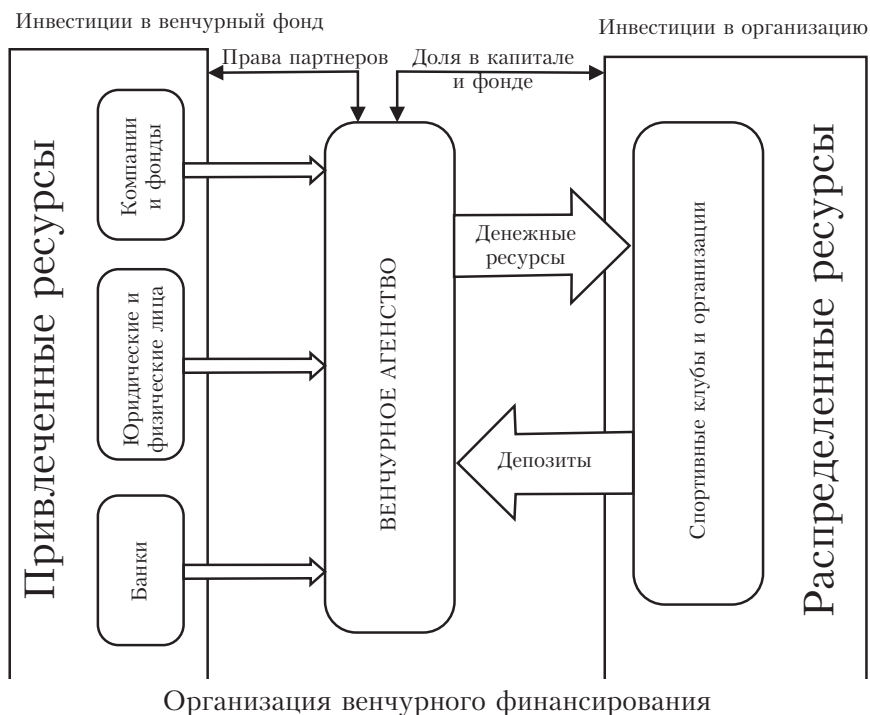 Инвестиции в венчурный фонд
Инвестиции в организацию
Права партнеров
Доля в капитале
и фонде
Привлеченные ресурсы
Компании
и фонды
Юридические и
физические лица
Банки
ВЕНЧУРНОЕ АГЕНСТВО
Денежные
ресурсы
Депозиты
Спортивные клубы и организации
Распределенные ресурсы
Организация венчурного финансирования